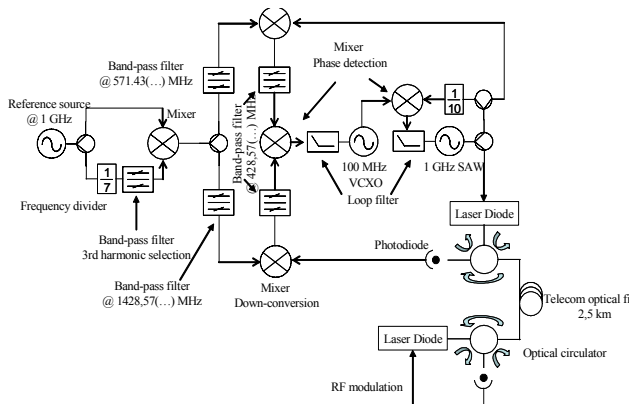 Mixer
Phase detection
Band-pass filter
@ 571.43(…) MHz
Reference source
@ 1 GHz
Mixer
Band-pass filter
@ 428,57(…) MHz
1
10
1
7
100 MHz
VCXO
1 GHz SAW
Loop filter
Frequency divider
Band-pass filter
3rd harmonic selection
Band-pass filter
@ 1428,57(…) MHz
Laser Diode
Photodiode
Mixer
Down-conversion
Telecom optical fi
2,5 km
Laser Diode
Optical circulator
RF modulation